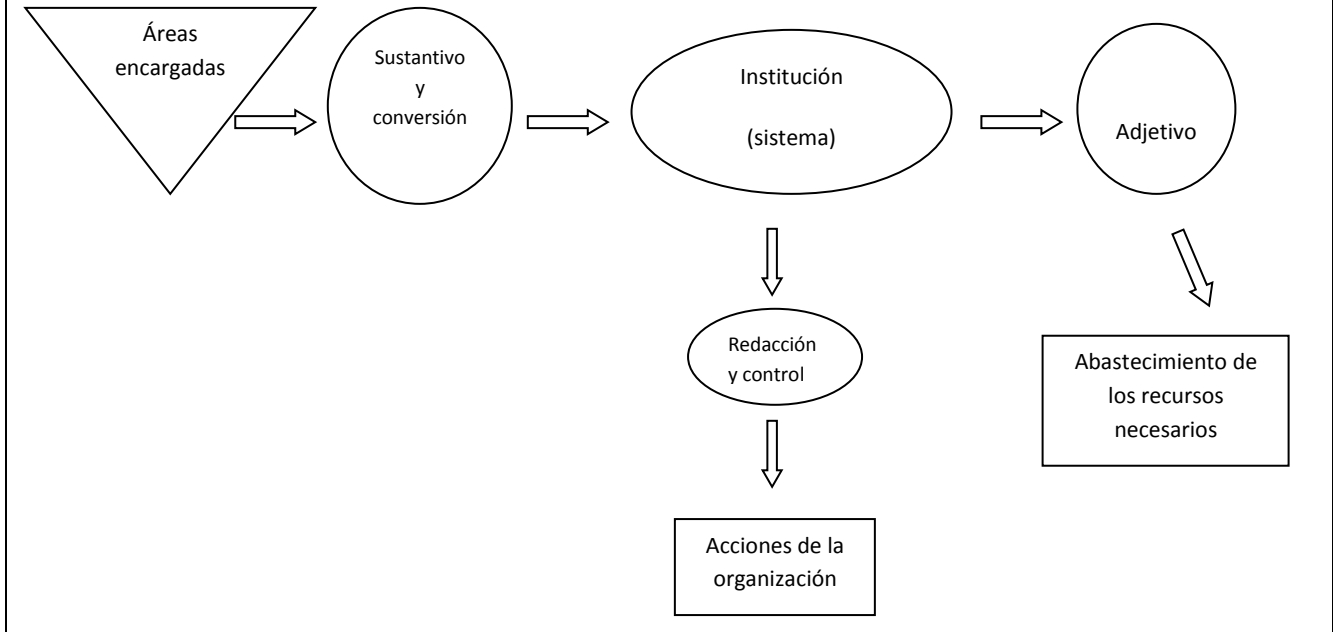 Áreas
encargadas
Sustantivo
y
conversión
Institución
(sistema)
Adjetivo
Redacción
y control
Abastecimiento de
los recursos
necesarios
Acciones de la
organización